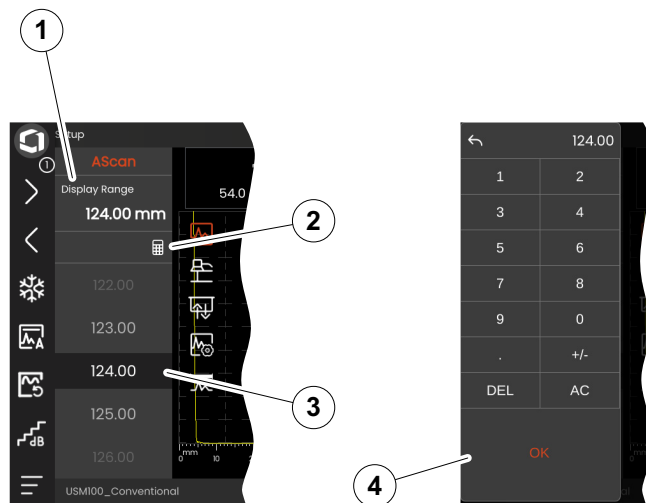 1
2
3
4
Setup
1
AScan
Display Range
124.00 mm
122.00
123.00
124.00
125.00
126.00
A
dB
54.0
0 mm 10
USM100_Conventional
124.00
1 2
3 4
5 6
7 8
9 0
. +/-
DEL AC
OK